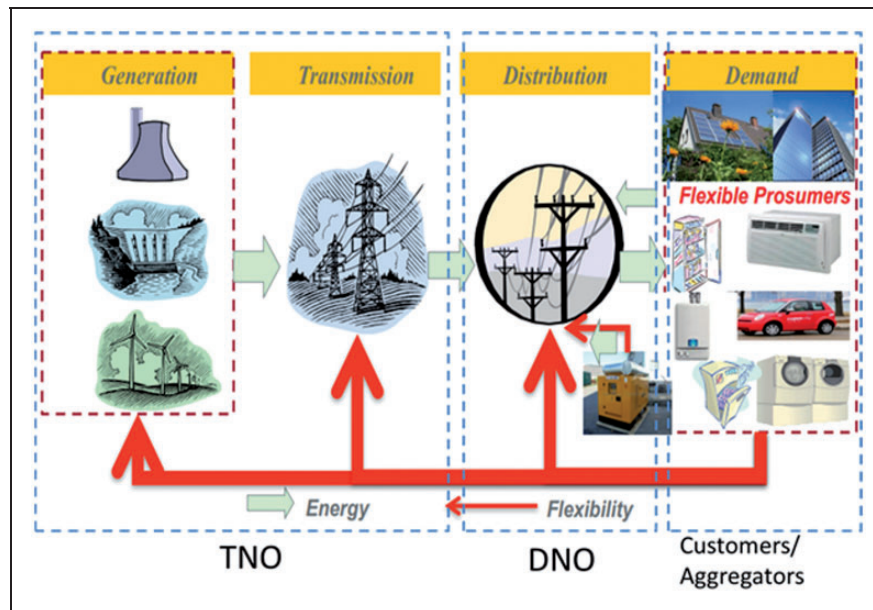 Generation
Transmission
Distribution
Demand
Flexible Prosumers
Energy
Flexibility
TNO
DNO
Customers/
Aggregators